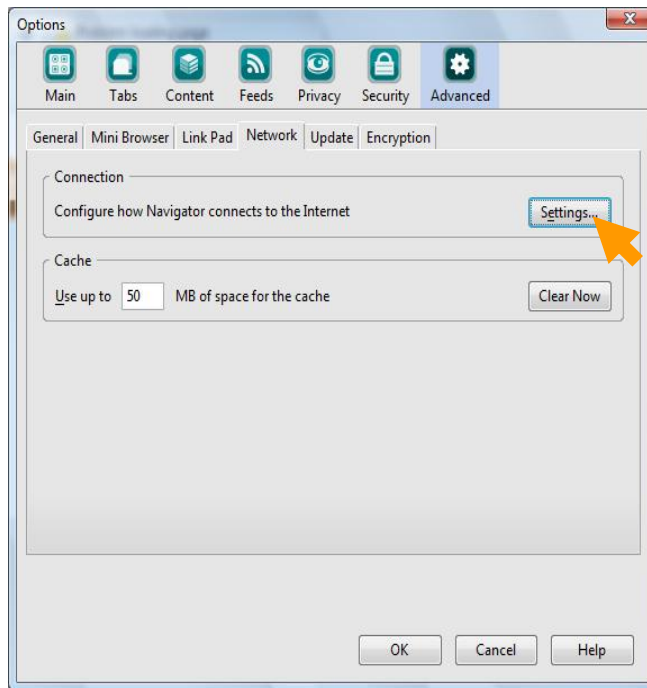 Options
Main Tabs Content Feeds Privacy Security Advanced
General Mini Browser Link Pad Network Update Encryption
Connection
Configure how Navigator connects to the Internet Settings...
Cache
Use up to 50 MB of space for the cache Clear Now
OK Cancel Help